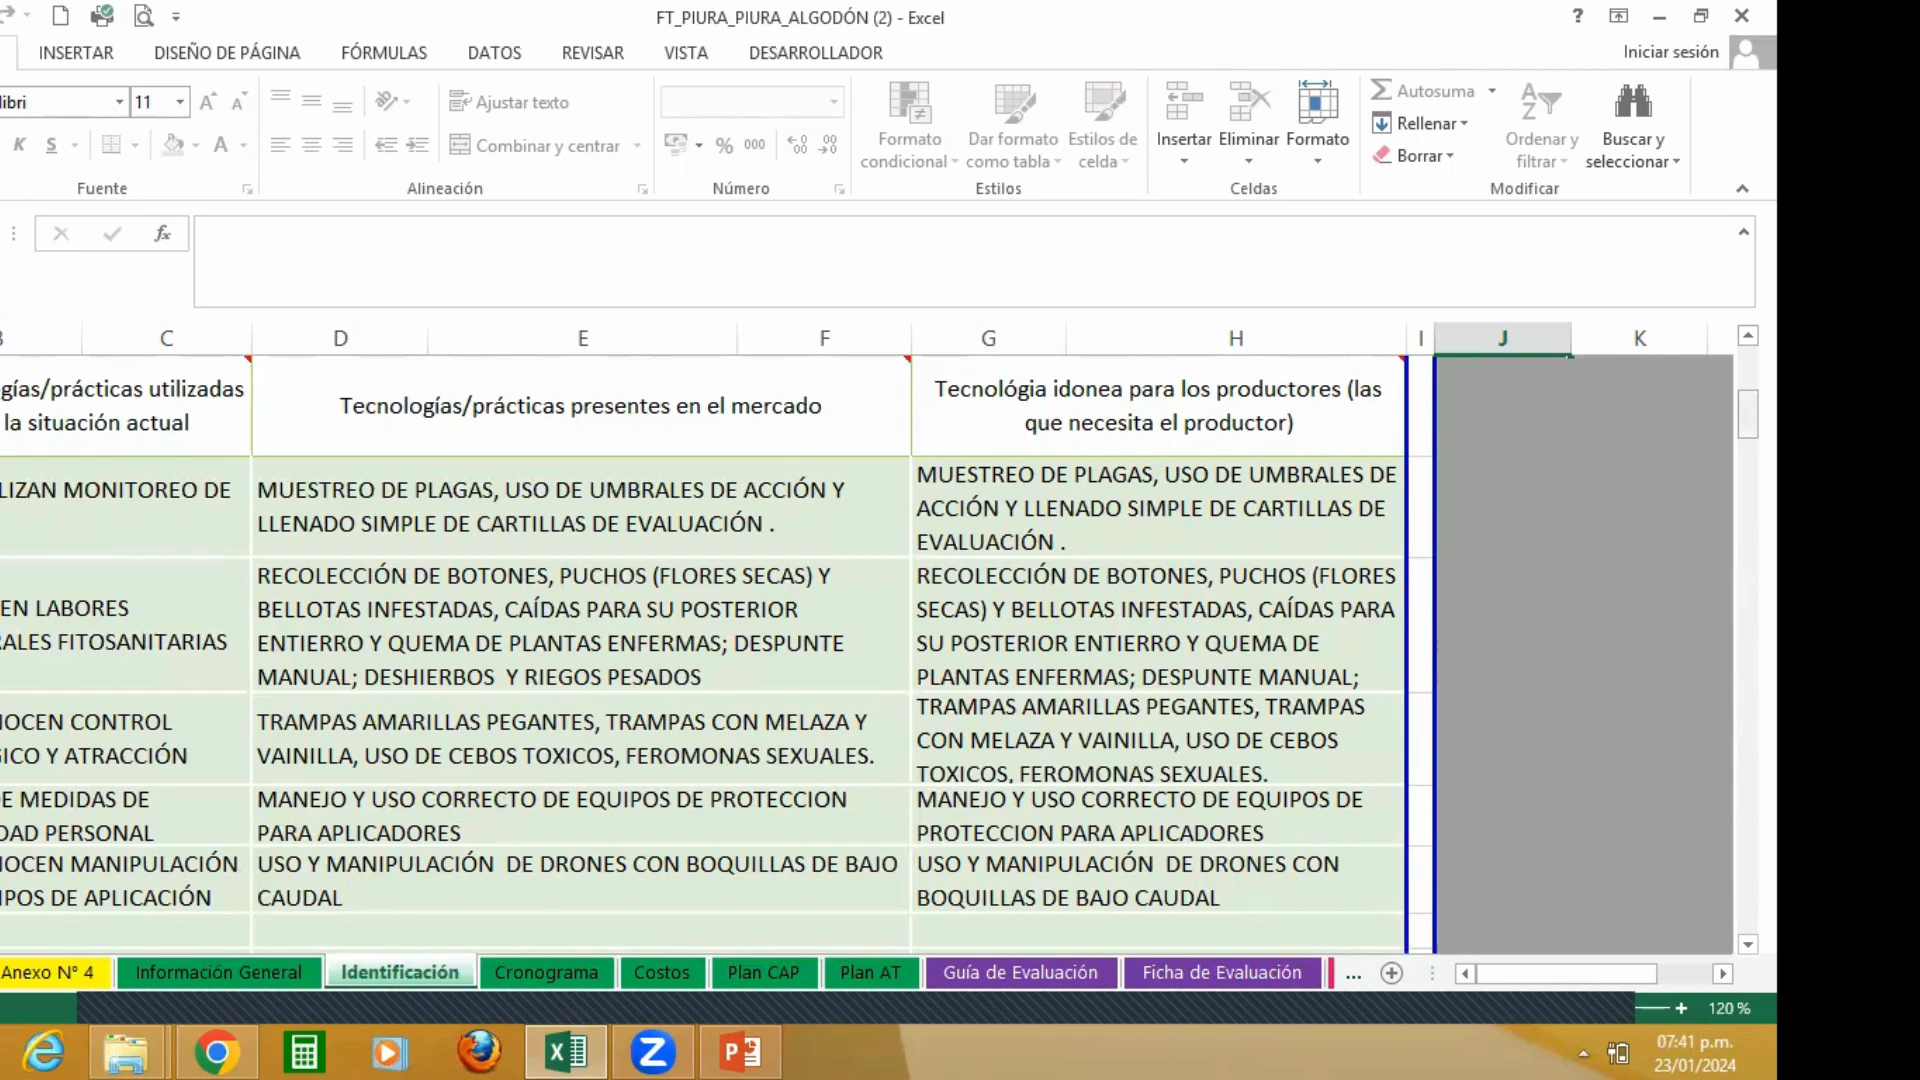 FT_PIURA_PIURA_ALGODÓN (2) - Excel
INSERTAR DISEÑO DE PÁGINA FÓRMULAS DATOS REVISAR VISTA DESARROLLADOR Iniciar sesión
libri 11 Ajustar texto
K S A Combinar y centrar % 000
Fuente Alineación Número
Formato condicional Dar formato como tabla Estilos de celda
Estilos
Insertar Eliminar Formato
Celdas
Autosuma
Rellenar
Borrar
Ordenar y filtrar Buscar y seleccionar
Modificar
fx
C D E F G H I J K
gías/prácticas utilizadas
la situación actual
Tecnologías/prácticas presentes en el mercado
Tecnológia idonea para los productores (las
que necesita el productor)
LIZAN MONITOREO DE
MUESTREO DE PLAGAS, USO DE UMBRALES DE ACCIÓN Y
LLENADO SIMPLE DE CARTILLAS DE EVALUACIÓN .
MUESTREO DE PLAGAS, USO DE UMBRALES DE
ACCIÓN Y LLENADO SIMPLE DE CARTILLAS DE
EVALUACIÓN .
EN LABORES
RALES FITOSANITARIAS
RECOLECCIÓN DE BOTONES, PUCHOS (FLORES SECAS) Y
BELLOTAS INFESTADAS, CAÍDAS PARA SU POSTERIOR
ENTIERRO Y QUEMA DE PLANTAS ENFERMAS; DESPUNTE
MANUAL; DESHIERBOS Y RIEGOS PESADOS
RECOLECCIÓN DE BOTONES, PUCHOS (FLORES
SECAS) Y BELLOTAS INFESTADAS, CAÍDAS PARA
SU POSTERIOR ENTIERRO Y QUEMA DE
PLANTAS ENFERMAS; DESPUNTE MANUAL;
NOCEN CONTROL
GICO Y ATRACCIÓN
TRAMPAS AMARILLAS PEGANTES, TRAMPAS CON MELAZA Y
VAINILLA, USO DE CEBOS TOXICOS, FEROMONAS SEXUALES.
TRAMPAS AMARILLAS PEGANTES, TRAMPAS
CON MELAZA Y VAINILLA, USO DE CEBOS
TOXICOS, FEROMONAS SEXUALES.
DE MEDIDAS DE
DAD PERSONAL
MANEJO Y USO CORRECTO DE EQUIPOS DE PROTECCION
PARA APLICADORES
MANEJO Y USO CORRECTO DE EQUIPOS DE
PROTECCION PARA APLICADORES
NOCEN MANIPULACIÓN
IPOS DE APLICACIÓN
USO Y MANIPULACIÓN DE DRONES CON BOQUILLAS DE BAJO
CAUDAL
USO Y MANIPULACIÓN DE DRONES CON
BOQUILLAS DE BAJO CAUDAL
Anexo N° 4 Información General Identificación Cronograma Costos Plan CAP Plan AT Guía de Evaluación Ficha de Evaluación ...
120 %
07:41 p.m.
23/01/2024